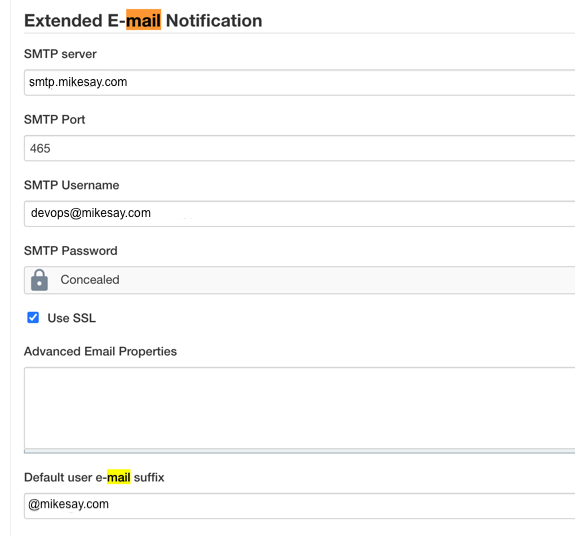 Extended E-mail Notification
SMTP server
smtp.mikesay.com
SMTP Port
465
SMTP Username
devops@mikesay.com
SMTP Password
Concealed
Use SSL
Advanced Email Properties
Default user e-mail suffix
@mikesay.com